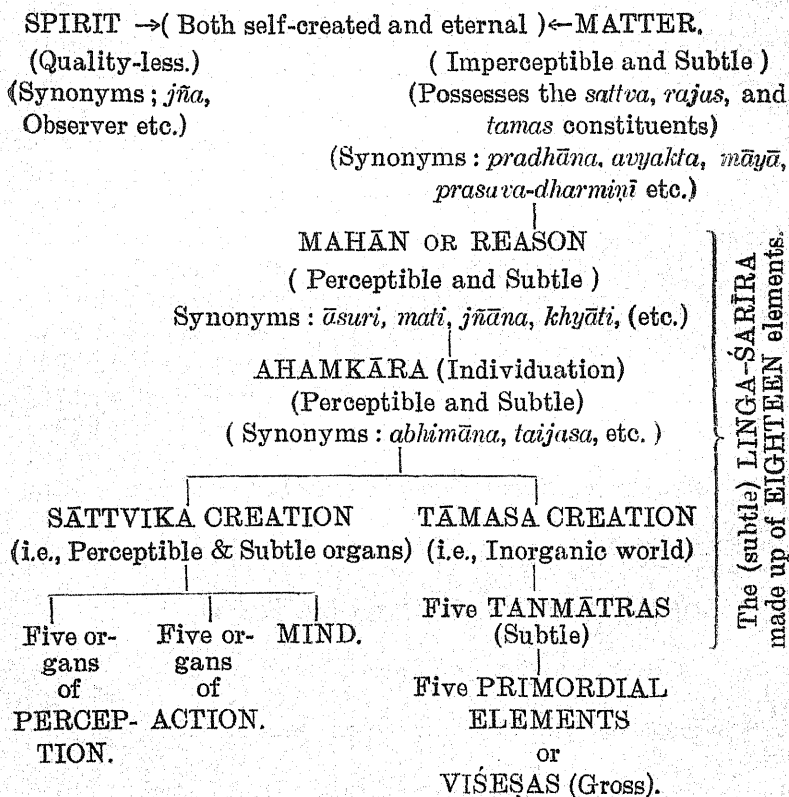 SPIRIT →( Both self-created and eternal )←MATTER.
(Quality-less.) ( Imperceptible and Subtle )
(Synonyms ; jña, (Possesses the sattva, rajas, and
Observer etc.) tamas constituents)
(Synonyms : pradhāna, avyakta, māyā,
prasava-dharmiṇī etc.)
MAHĀN OR REASON
( Perceptible and Subtle )
Synonyms : āsuri, mati, jñāna, khyāti, (etc.)
AHAMKĀRA (Individuation)
(Perceptible and Subtle)
( Synonyms : abhimāna, taijasa, etc. )
SĀTTVIKA CREATION TĀMASA CREATION
(i.e., Perceptible & Subtle organs) (i.e., Inorganic world)
Five or- Five or- MIND.
gans gans
of of
PERCEP- ACTION.
TION.
Five TANMĀTRAS
(Subtle)
Five PRIMORDIAL
ELEMENTS
or
VIŚEṢAS (Gross).
The (subtle) LINGA-ŚARĪRA
made up of EIGHTEEN elements.